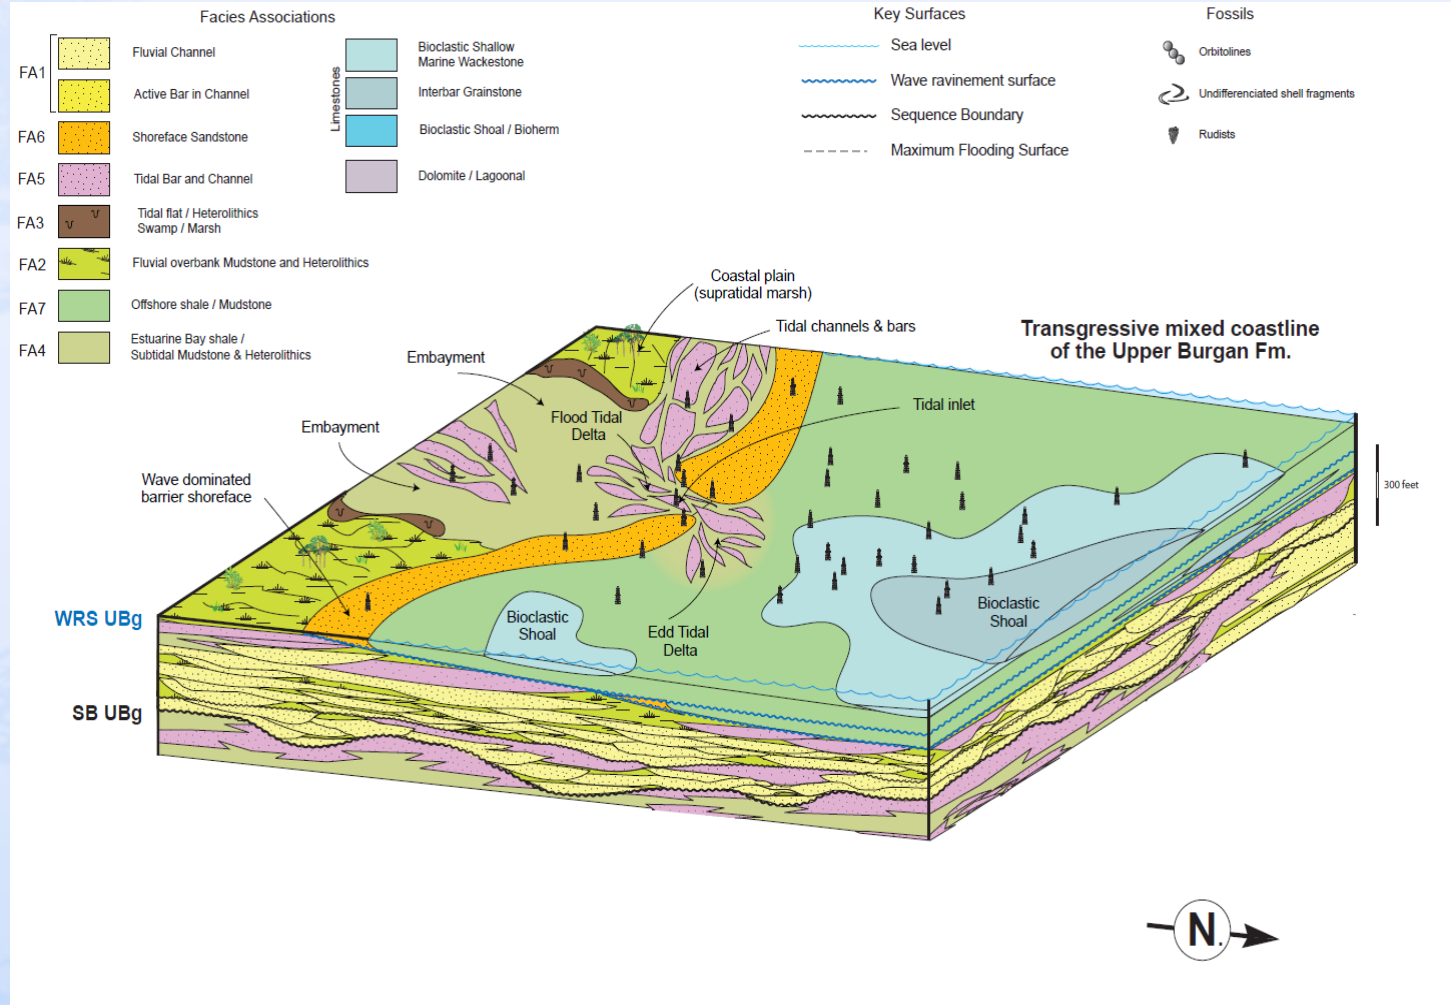 Facies Associations
FA1
Fluvial Channel
Active Bar in Channel
FA6
Shoreface Sandstone
FA5
Tidal Bar and Channel
FA3
Tidal flat / Heterolithics
Swamp / Marsh
FA2
Fluvial overbank Mudstone and Heterolithics
FA7
Offshore shale / Mudstone
FA4
Estuarine Bay shale /
Subtidal Mudstone & Heterolithics
Limestones
Bioclastic Shallow
Marine Wackestone
Interbar Grainstone
Bioclastic Shoal / Bioherm
Dolomite / Lagoonal
Key Surfaces
Sea level
Wave ravinement surface
Sequence Boundary
Maximum Flooding Surface
Fossils
Orbitolines
Undifferenciated shell fragments
Rudists
Transgressive mixed coastline
of the Upper Burgan Fm.
Coastal plain
(supratidal marsh)
Tidal channels & bars
Embayment
Flood Tidal
Delta
Tidal inlet
Embayment
Wave dominated
barrier shoreface
300 feet
Bioclastic
Shoal
Edd Tidal
Delta
Bioclastic
Shoal
WRS UBg
SB UBg
N.